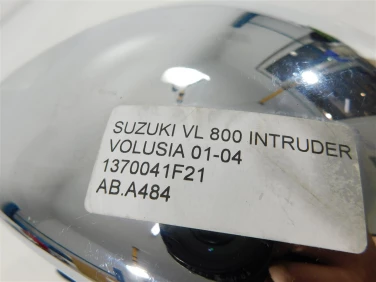 SUZUKI VL 800 INTRUDER
VOLUSIA 01-04
1370041F21
AB.A484